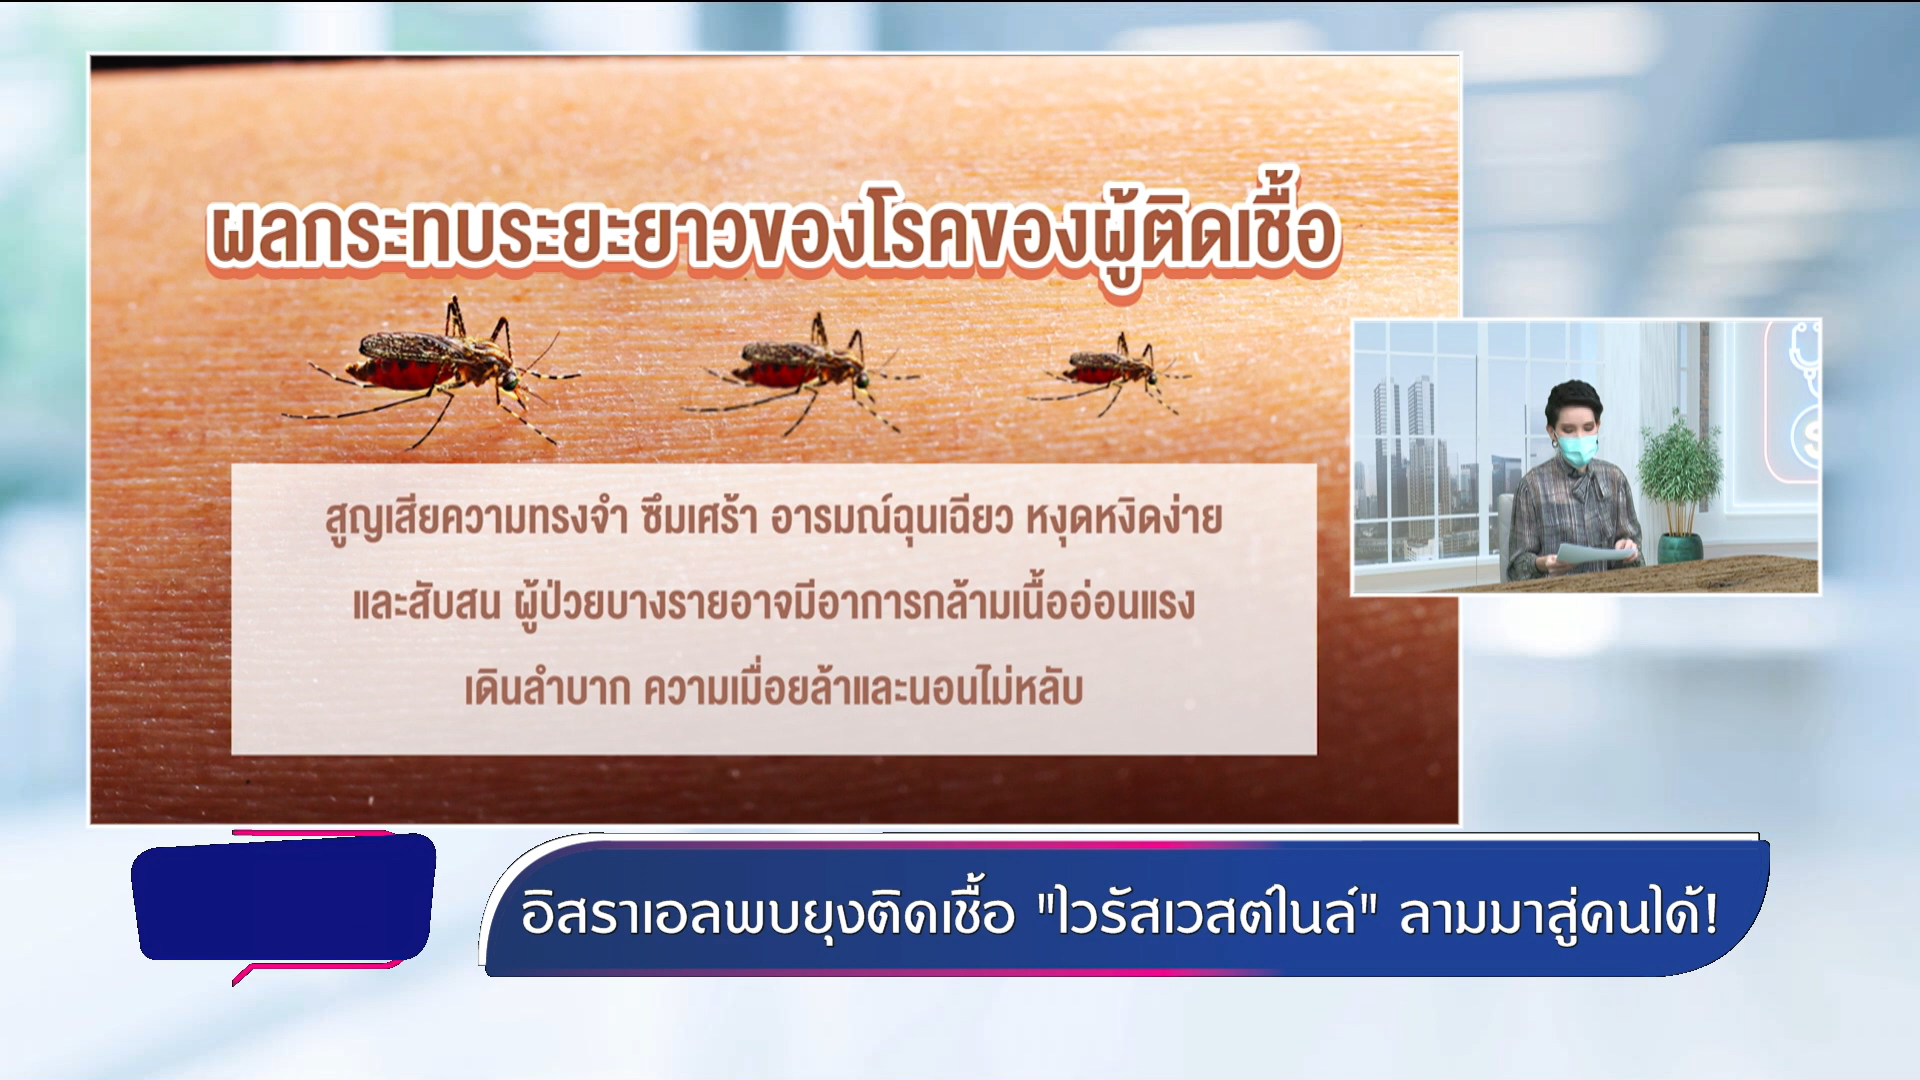 ผลกระทบระยะยาวของโรคของผู้ติดเชื้อ
สูญเสียความทรงจำ ซึมเศร้า อารมณ์ฉุนเฉียว หงุดหงิดง่าย
และสับสน ผู้ป่วยบางรายอาจมีอาการกล้ามเนื้ออ่อนแรง
เดินลำบาก ความเมื่อยล้าและนอนไม่หลับ
อิสราเอลพบยุงติดเชื้อ "ไวรัสเวสต์ไนล์" ลามมาสู่คนได้!